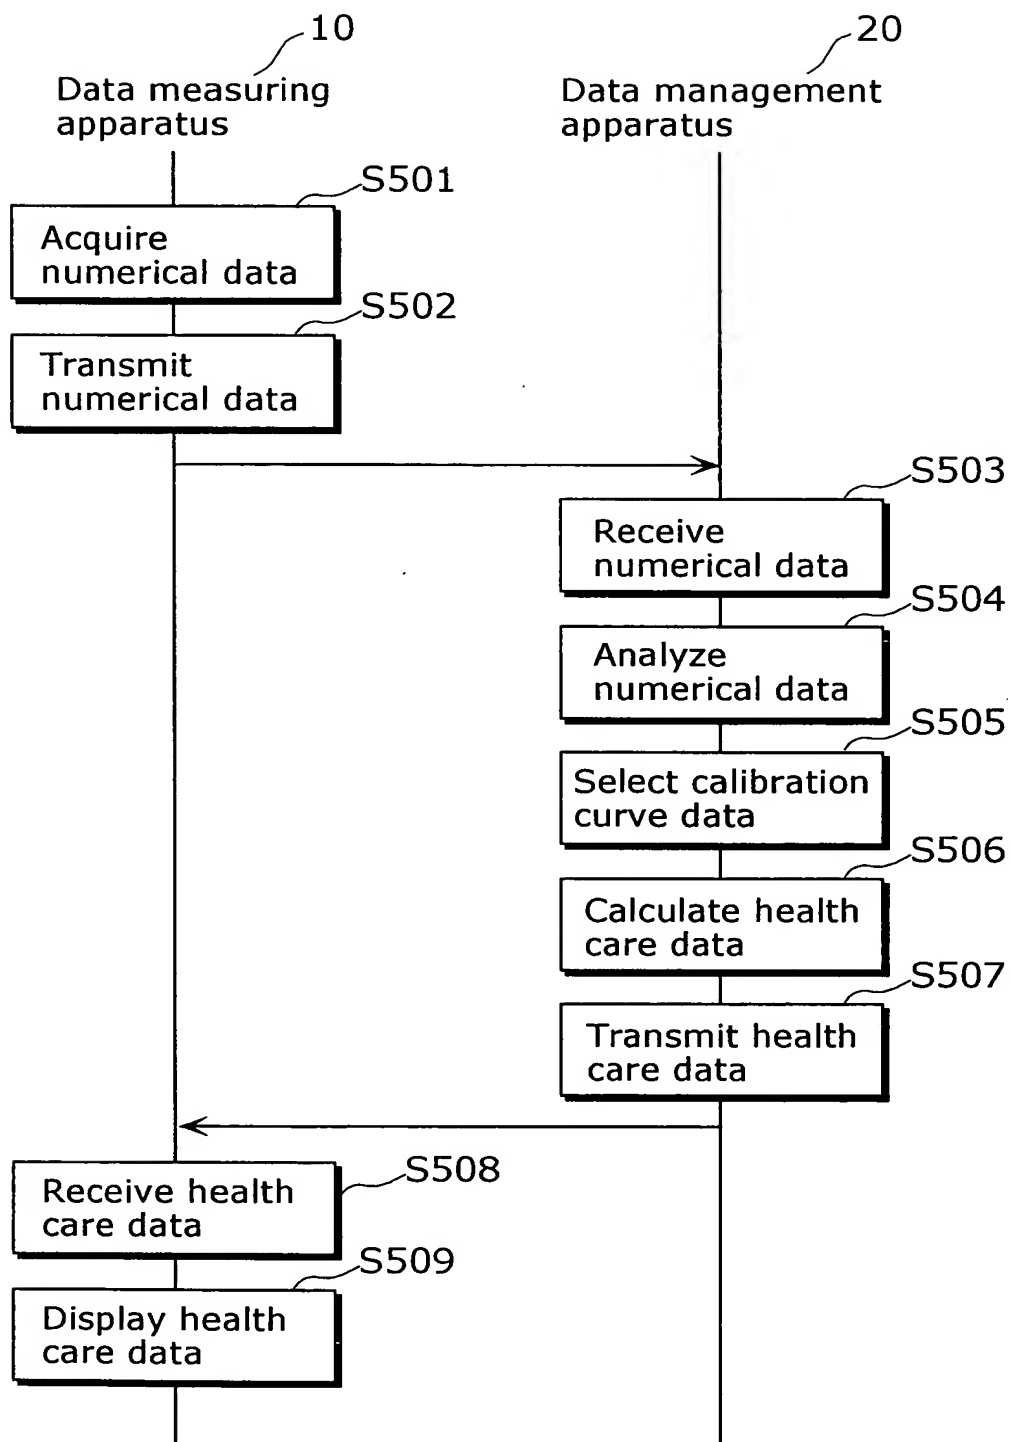 10
20
Data measuring
apparatus
Data management
apparatus
S501
Acquire
numerical data
S502
Transmit
numerical data
S503
Receive
numerical data
S504
Analyze
numerical data
S505
Select calibration
curve data
S506
Calculate health
care data
S507
Transmit health
care data
S508
Receive health
care data
S509
Display health
care data